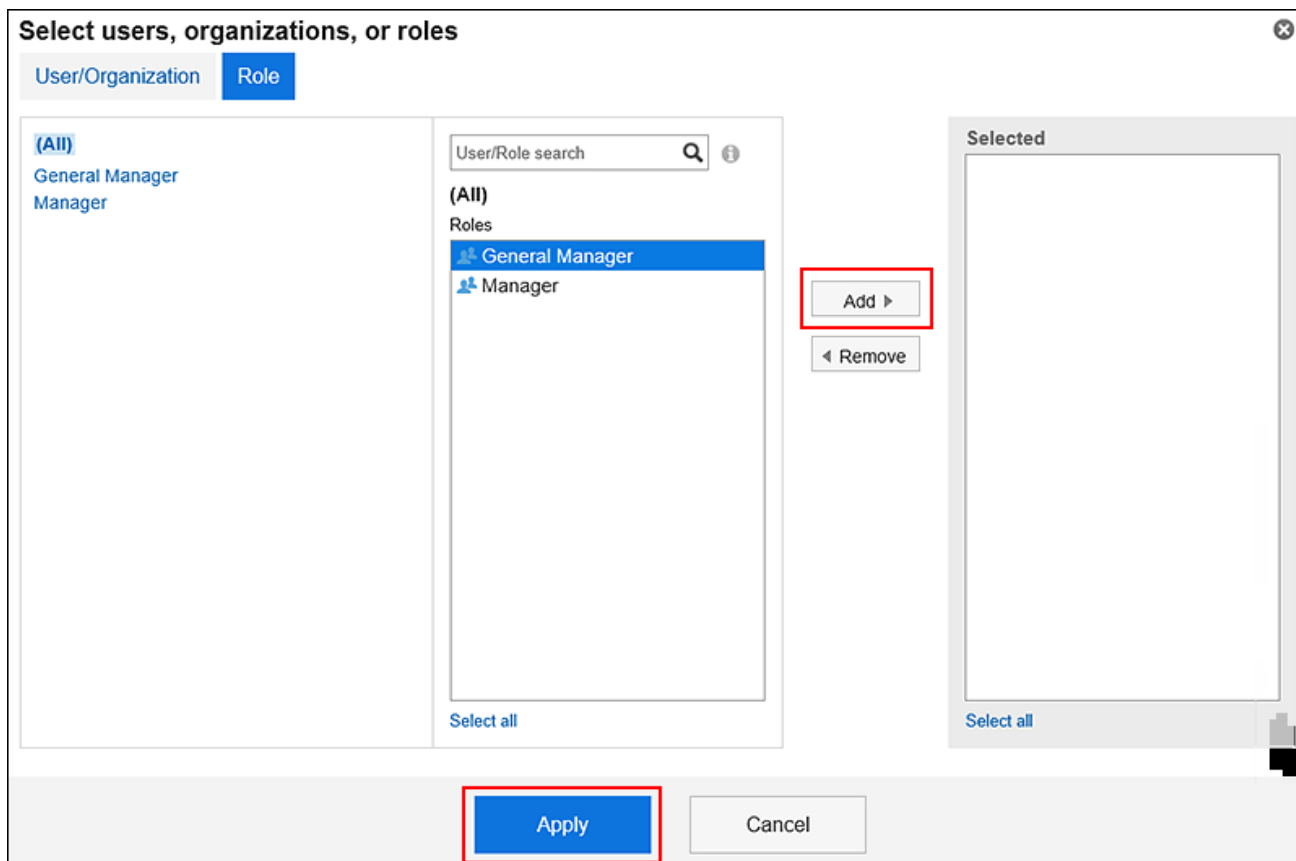 Select users, organizations, or roles
User/Organization
Role
(All)
General Manager
Manager
User/Role search
(All)
Roles
General Manager
Manager
Select all
Add
Remove
Selected
Select all
Apply
Cancel